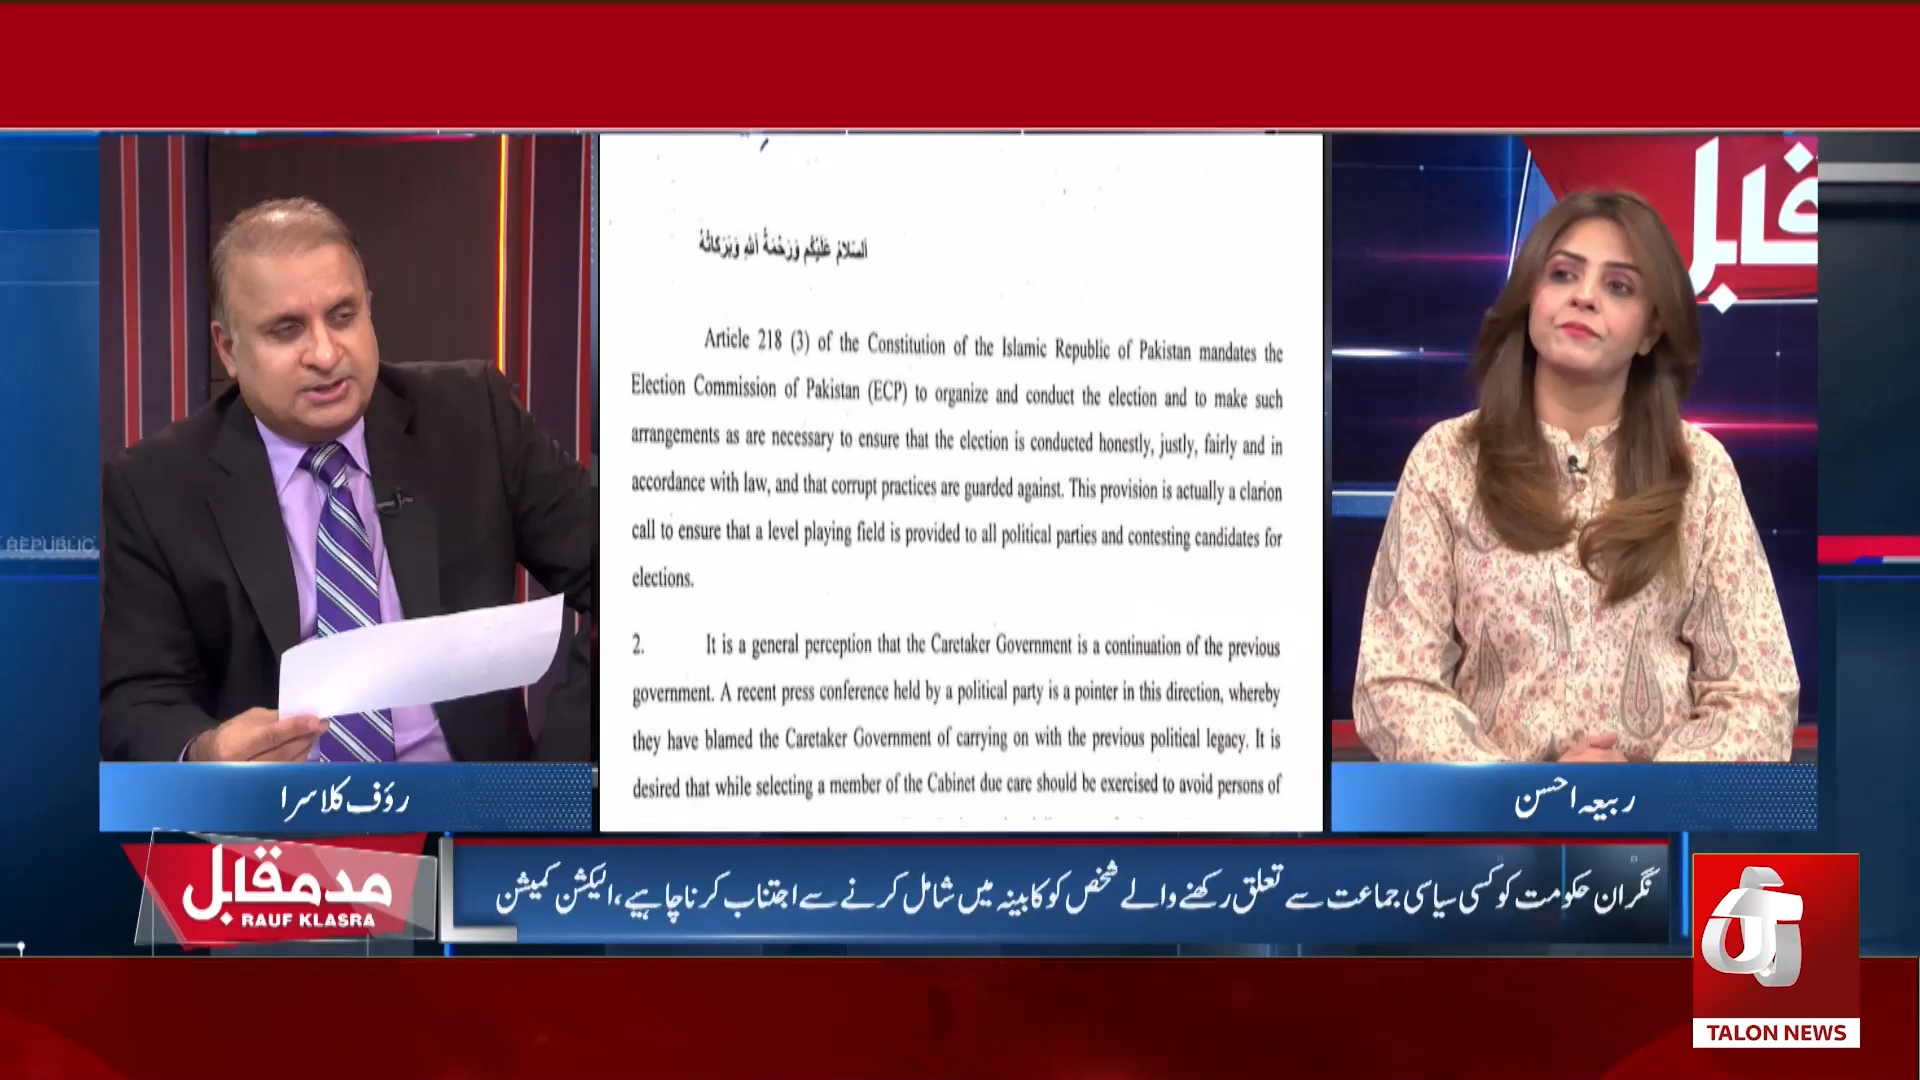 مقابل
REPUBLIC
اَلسَّلَامُ عَلَيْكُم وَرَحْمَةُ اللهِ وَبَرَكَاتُهُ
Article 218 (3) of the Constitution of the Islamic Republic of Pakistan mandates the
Election Commission of Pakistan (ECP) to organize and conduct the election and to make such
arrangements as are necessary to ensure that the election is conducted honestly, justly, fairly and in
accordance with law, and that corrupt practices are guarded against. This provision is actually a clarion
call to ensure that a level playing field is provided to all political parties and contesting candidates for
elections.
2. It is a general perception that the Caretaker Government is a continuation of the previous
government. A recent press conference held by a political party is a pointer in this direction, whereby
they have blamed the Caretaker Government of carrying on with the previous political legacy. It is
desired that while selecting a member of the Cabinet due care should be exercised to avoid persons of
رؤف کلاسرا
ربیعہ احسن
مدمقابل
RAUF KLASRA
نگران حکومت کو کسی سیاسی جماعت سے تعلق رکھنے والے شخص کو کابینہ میں شامل کرنے سے اجتناب کرنا چاہیے، الیکشن کمیشن
TALON NEWS